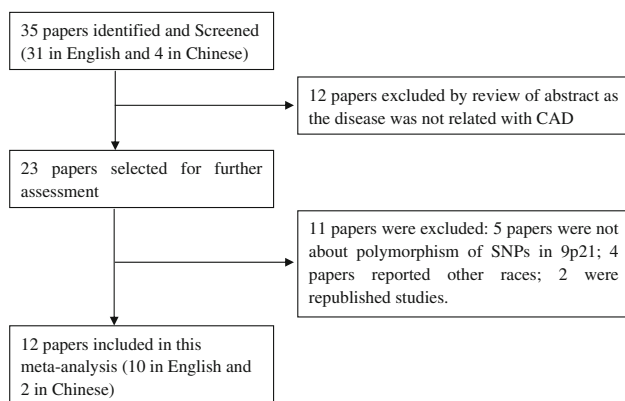 35 papers identified and Screened
(31 in English and 4 in Chinese)
12 papers excluded by review of abstract as
the disease was not related with CAD
23 papers selected for further
assessment
11 papers were excluded: 5 papers were not
about polymorphism of SNPs in 9p21; 4
papers reported other races; 2 were
republished studies.
12 papers included in this
meta-analysis (10 in English and
2 in Chinese)